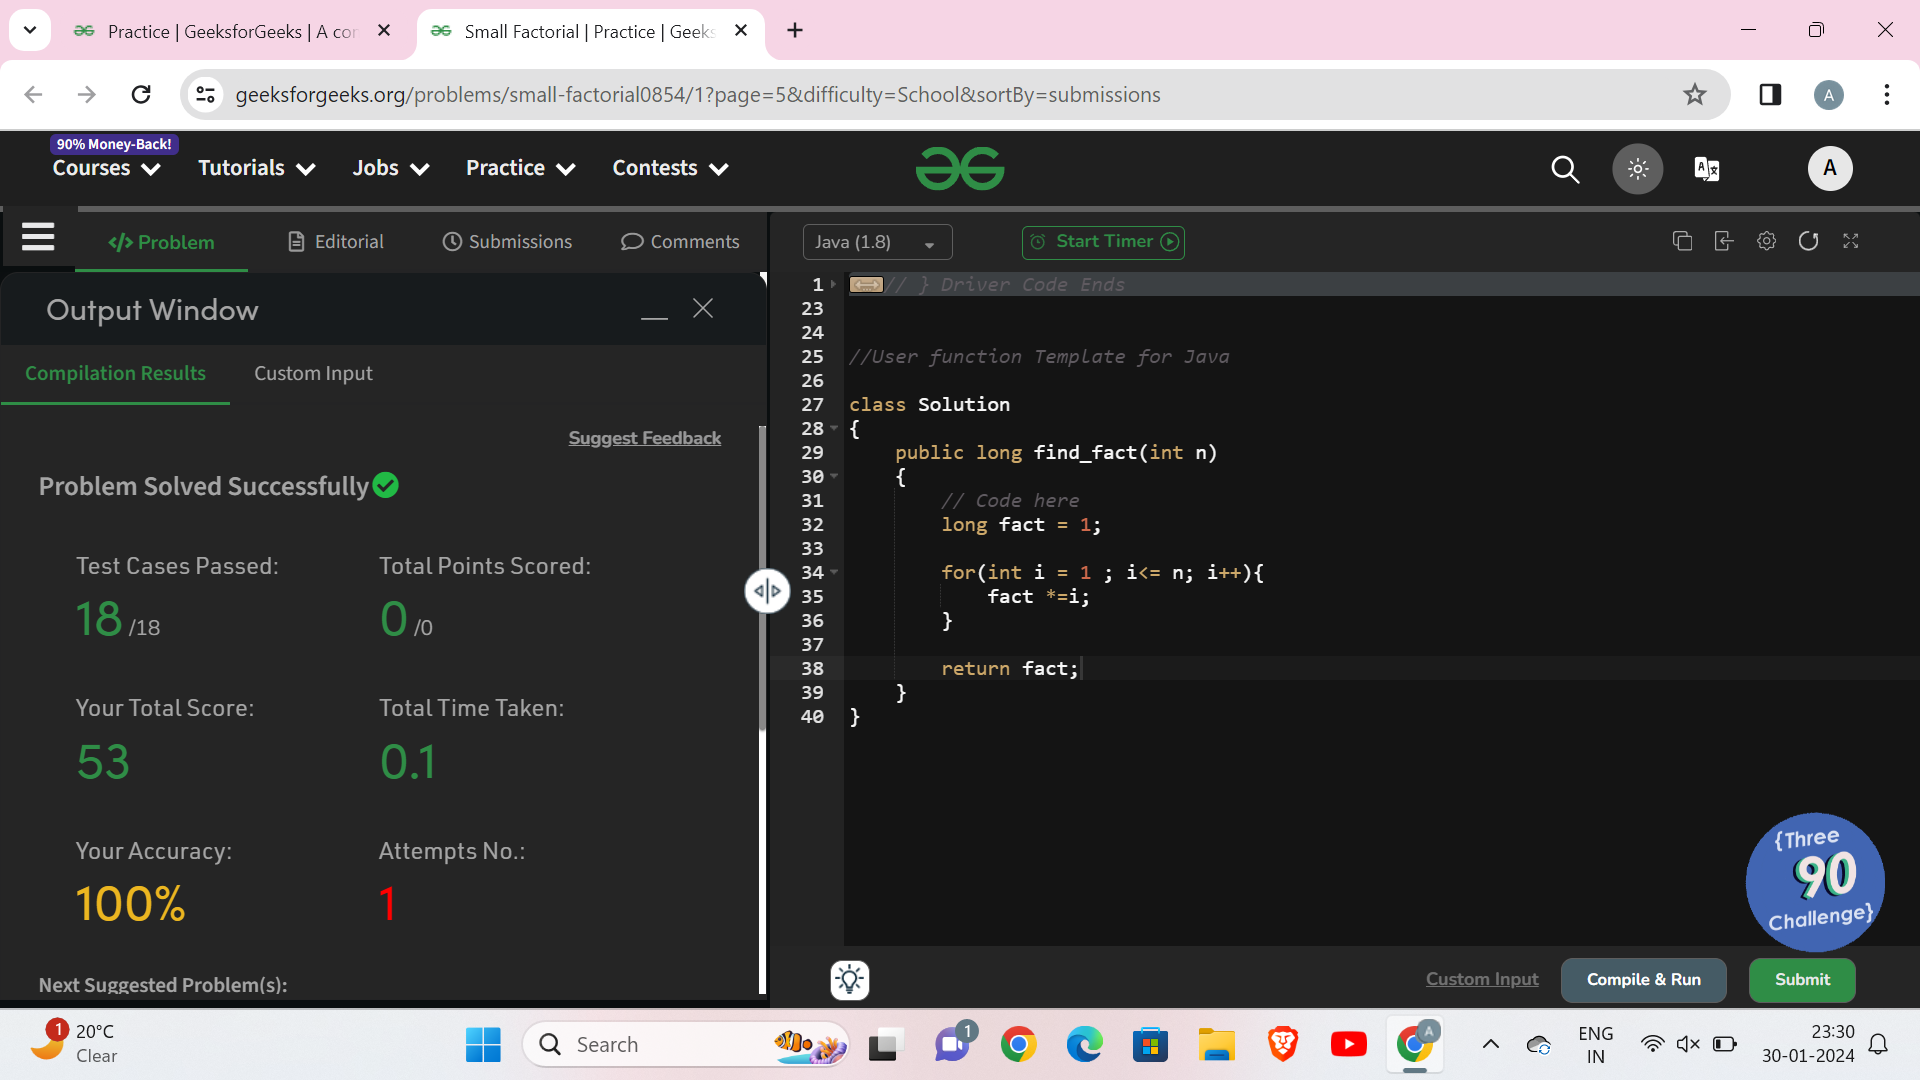 Practice | GeeksforGeeks | A cor
Small Factorial | Practice | Geeks
geeksforgeeks.org/problems/small-factorial0854/1?page=5&difficulty=School&sortBy=submissions
A
90% Money-Back!
Courses
Tutorials
Jobs
Practice
Contests
A
</> Problem
Editorial
Submissions
Comments
Java (1.8)
Start Timer
Output Window
Compilation Results
Custom Input
Suggest Feedback
Problem Solved Successfully
Test Cases Passed:
Total Points Scored:
18 /18
0 /0
Your Total Score:
Total Time Taken:
53
0.1
Your Accuracy:
Attempts No.:
100%
1
Next Suggested Problem(s):
1 // } Driver Code Ends
23
24
25 //User function Template for Java
26
27 class Solution
28 {
29     public long find_fact(int n)
30     {
31         // Code here
32         long fact = 1;
33
34         for(int i = 1 ; i<= n; i++){
35             fact *=i;
36         }
37
38         return fact;
39     }
40 }
{Three
90
Challenge}
Custom Input
Compile & Run
Submit
1
20°C
Clear
Search
1
A
ENG
IN
23:30
30-01-2024